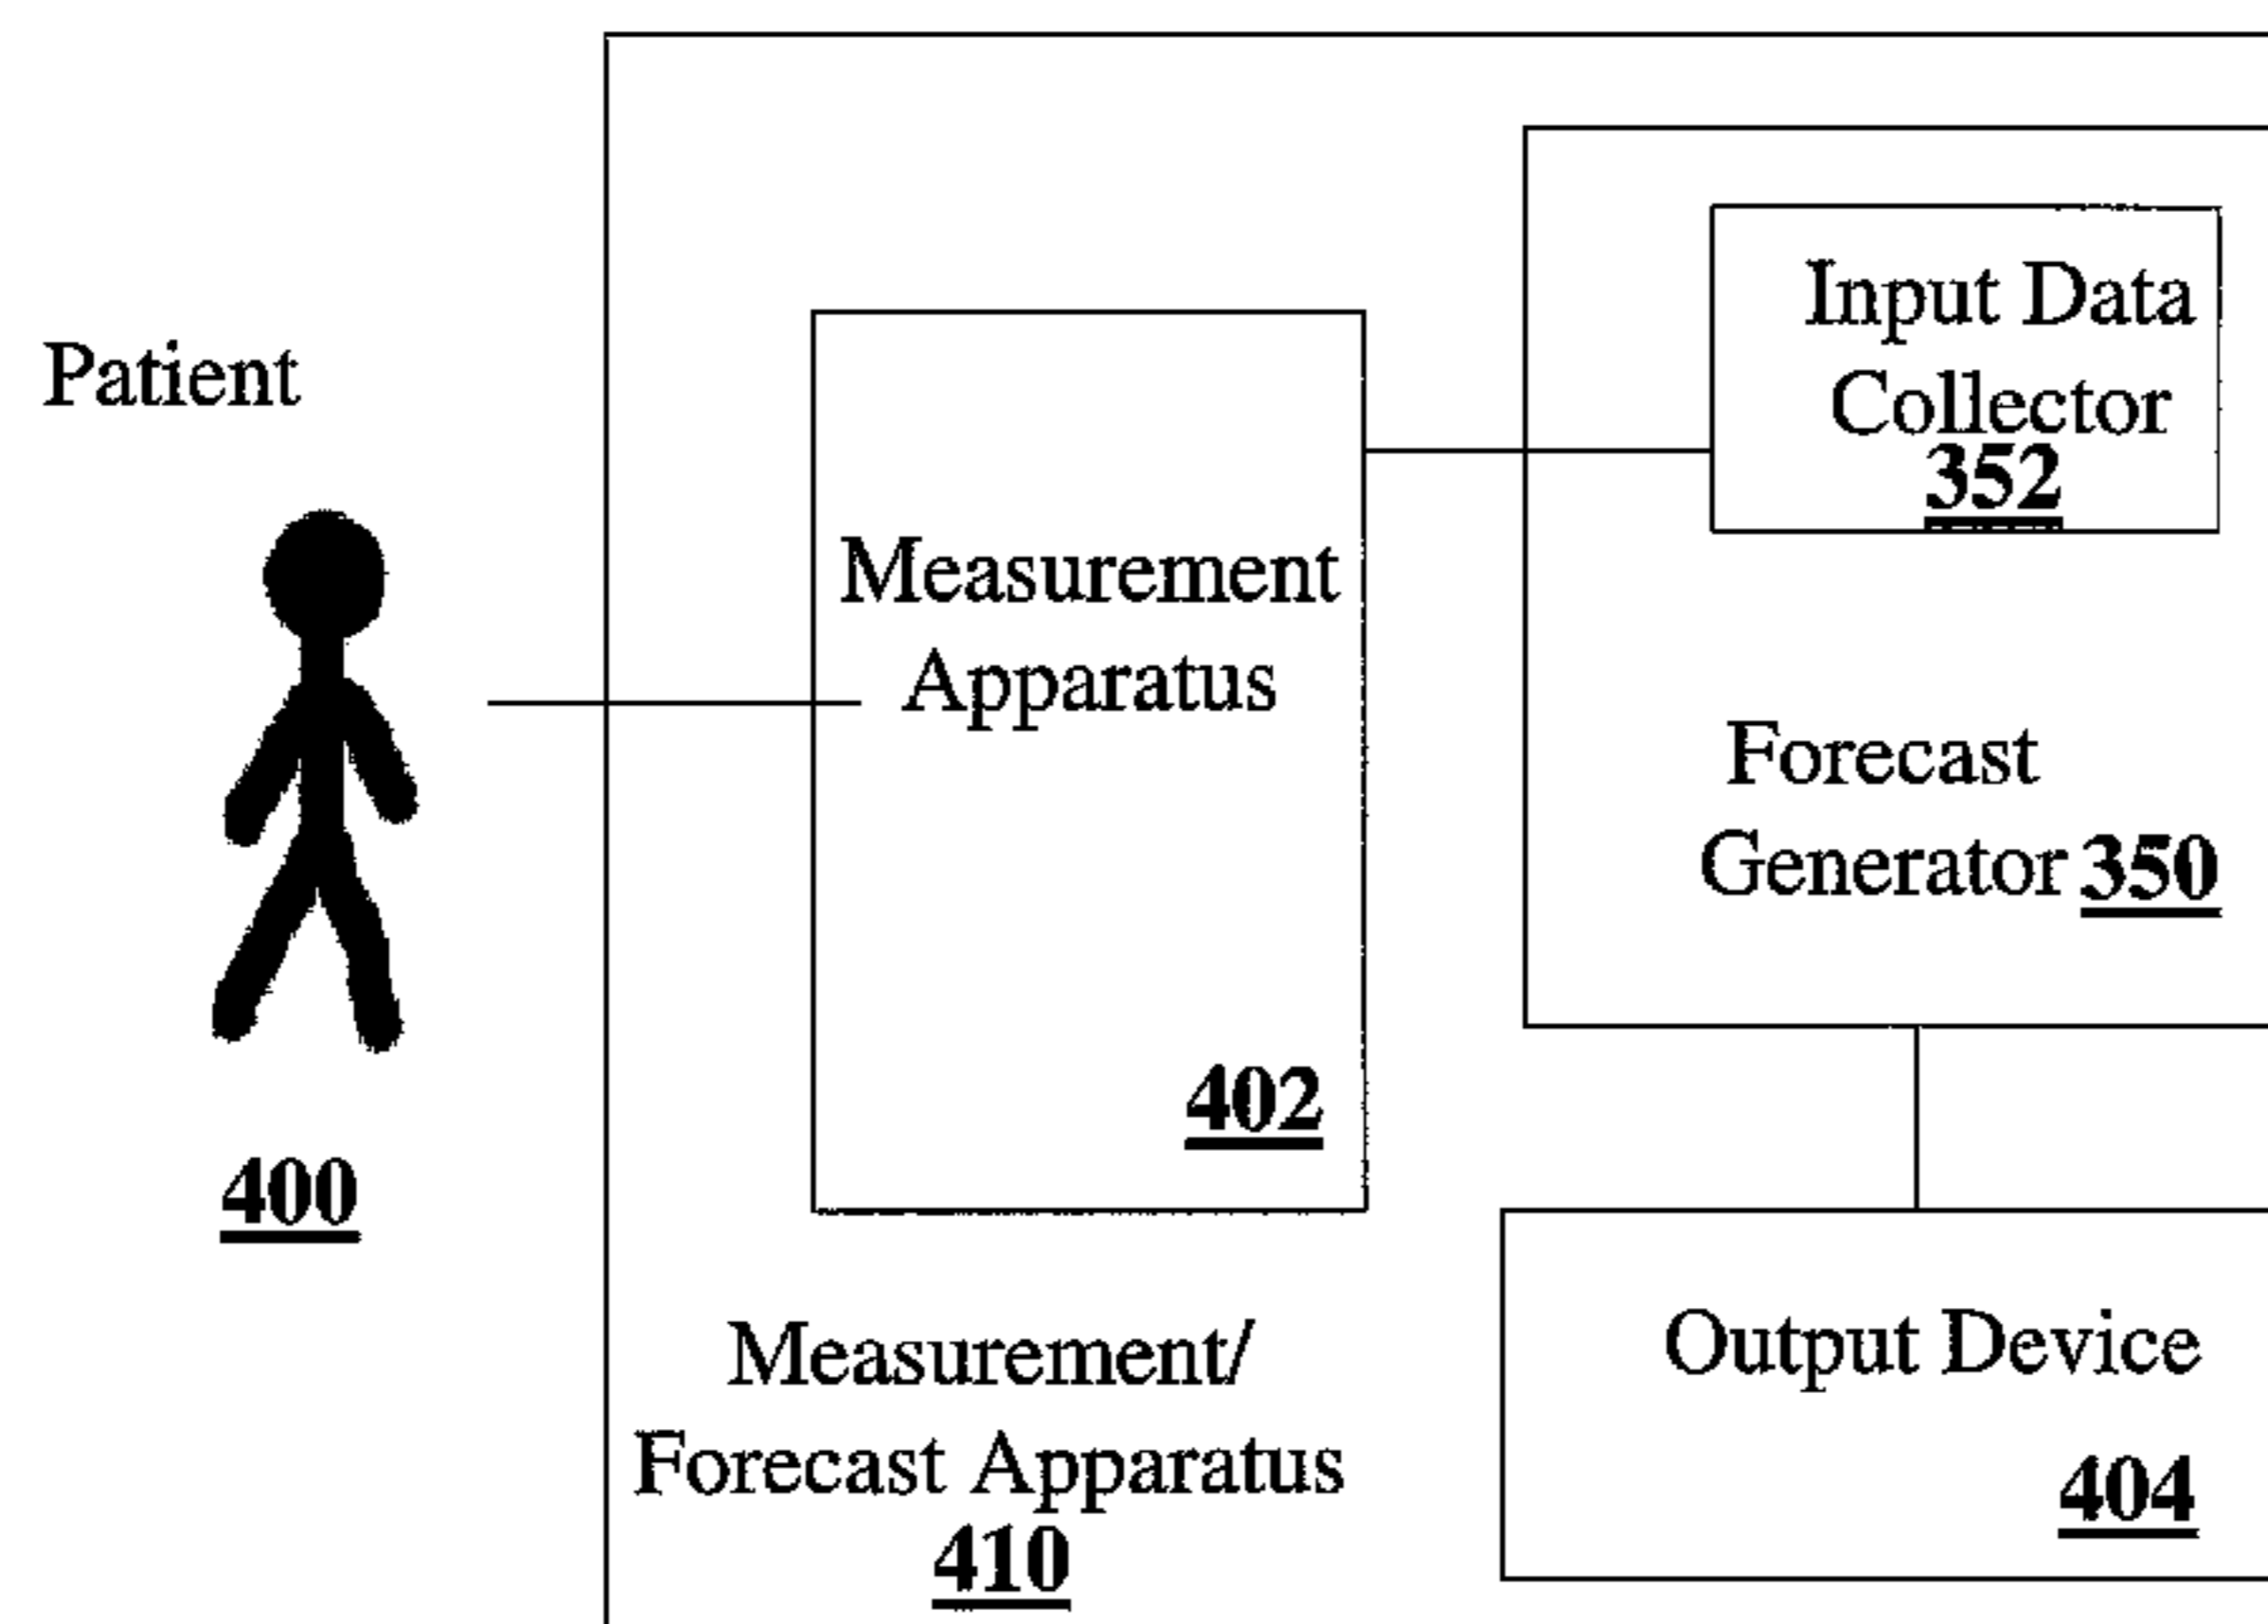 Patient
400
Measurement
Apparatus
402
Input Data
Collector
352
Forecast
Generator 350
Output Device
404
Measurement/
Forecast Apparatus
410